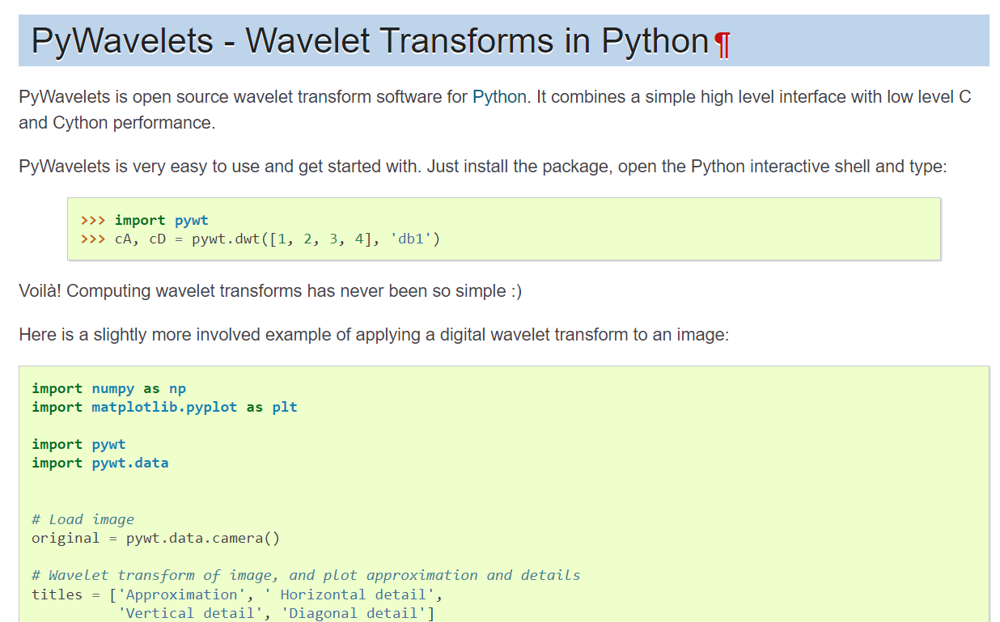 PyWavelets - Wavelet Transforms in Python¶
PyWavelets is open source wavelet transform software for Python. It combines a simple high level interface with low level C
and Cython performance.
PyWavelets is very easy to use and get started with. Just install the package, open the Python interactive shell and type:
>>> import pywt
>>> cA, cD = pywt.dwt([1, 2, 3, 4], 'db1')
Voilà! Computing wavelet transforms has never been so simple :)
Here is a slightly more involved example of applying a digital wavelet transform to an image:
import numpy as np
import matplotlib.pyplot as plt
import pywt
import pywt.data
# Load image
original = pywt.data.camera()
# Wavelet transform of image, and plot approximation and details
titles = ['Approximation', ' Horizontal detail',
'Vertical detail', 'Diagonal detail']